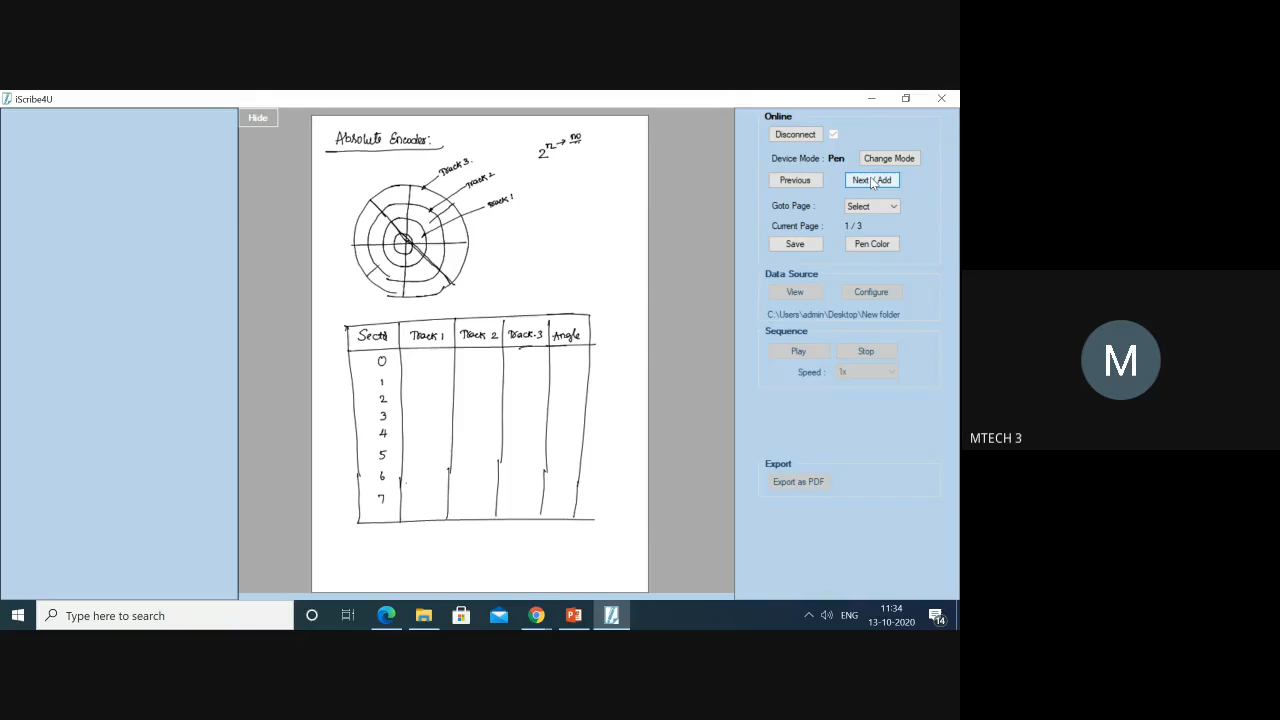 iScribe4U
Hide
Absolute Encoder:
2^n → no
Track 3.
Track 2
Track 1
Track 1 Track 2 Track-3 Angle
0
1
2
3
4
5
6
7
Online
Disconnect
Device Mode : Pen Change Mode
Previous Next / Add
Goto Page : Select
Current Page : 1 / 3
Save Pen Color
Data Source
View Configure
C:\Users\admin\Desktop\New folder
Sequence
Play Stop
Speed : 1x
Export
Export as PDF
M
MTECH 3
Type here to search
ENG
11:34
13-10-2020
14